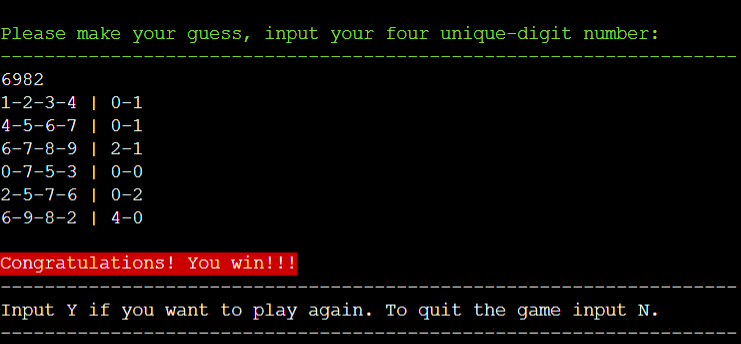 Please make your guess, input your four unique-digit number:
--------------------------------------------------------------------
6982
1-2-3-4 | 0-1
4-5-6-7 | 0-1
6-7-8-9 | 2-1
0-7-5-3 | 0-0
2-5-7-6 | 0-2
6-9-8-2 | 4-0
Congratulations! You win!!!
--------------------------------------------------------------------
Input Y if you want to play again. To quit the game input N.
--------------------------------------------------------------------